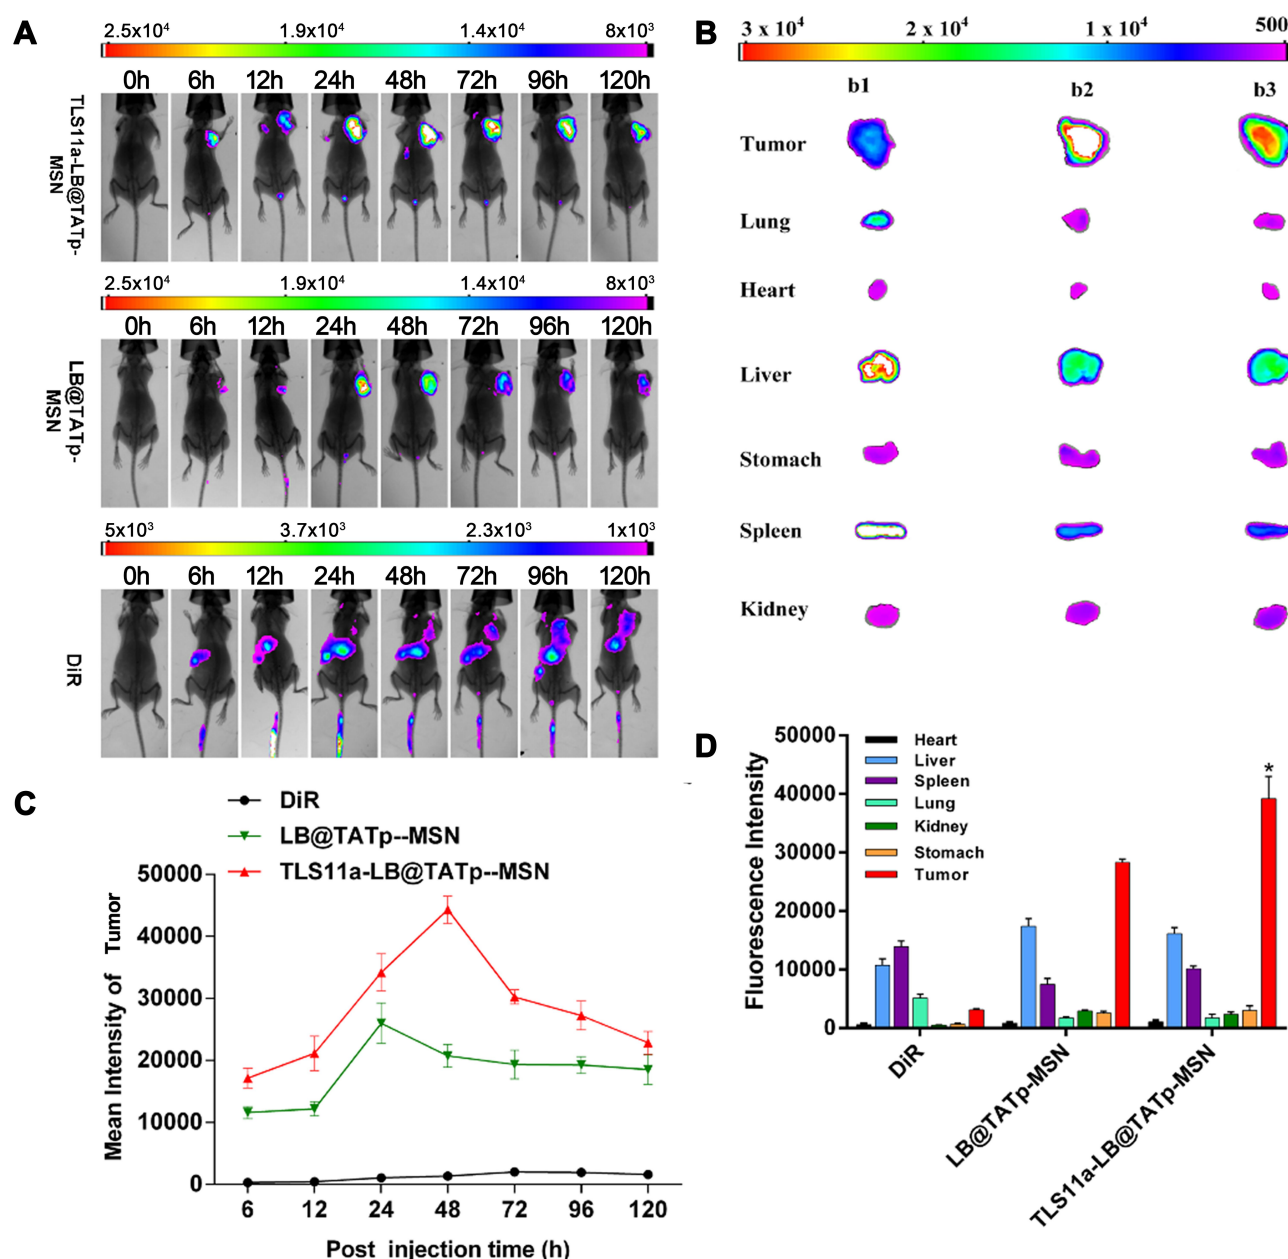 A
2.5x10⁴ 1.9x10⁴ 1.4x10⁴ 8x10³
0h 6h 12h 24h 48h 72h 96h 120h
TLS11a-LB@TATp-
MSN
2.5x10⁴ 1.9x10⁴ 1.4x10⁴ 8x10³
0h 6h 12h 24h 48h 72h 96h 120h
LB@TATp-
MSN
5x10³ 3.7x10³ 2.3x10³ 1x10³
0h 6h 12h 24h 48h 72h 96h 120h
DiR
B
3 x 10⁴ 2 x 10⁴ 1 x 10⁴ 500
b1 b2 b3
Tumor
Lung
Heart
Liver
Stomach
Spleen
Kidney
C
DiR
LB@TATp--MSN
TLS11a-LB@TATp--MSN
Mean Intensity of Tumor
50000
40000
30000
20000
10000
0
6 12 24 48 72 96 120
Post injection time (h)
D
Fluorescence Intensity
50000
40000
30000
20000
10000
0
Heart
Liver
Spleen
Lung
Kidney
Stomach
Tumor
*
DiR
LB@TATp-MSN
TLS11a-LB@TATp-MSN